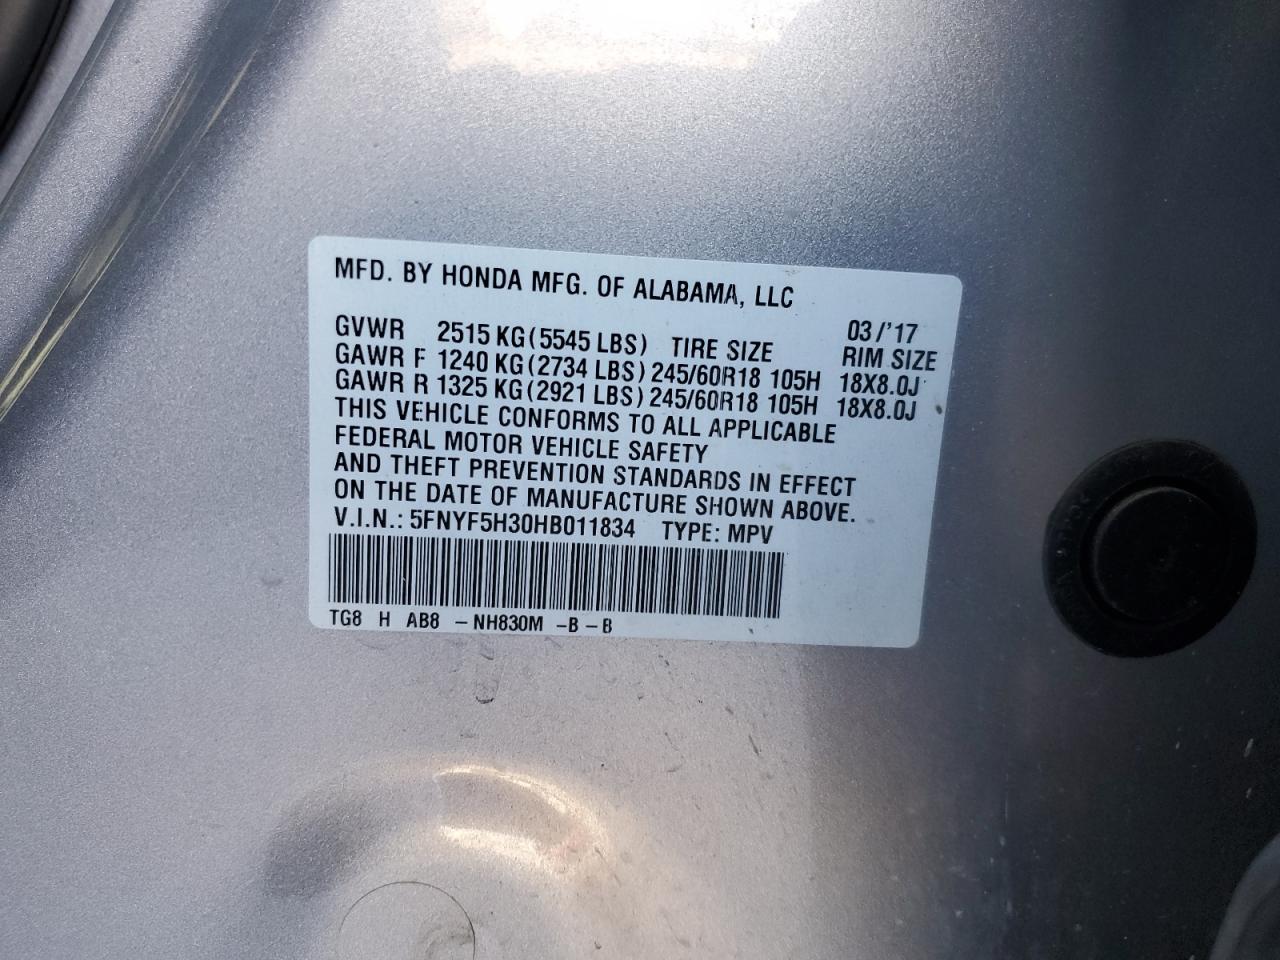 MFD. BY HONDA MFG. OF ALABAMA, LLC
03/'17
GVWR 2515 KG (5545 LBS) TIRE SIZE RIM SIZE
GAWR F 1240 KG (2734 LBS) 245/60R18 105H 18X8.0J
GAWR R 1325 KG (2921 LBS) 245/60R18 105H 18X8.0J
THIS VEHICLE CONFORMS TO ALL APPLICABLE
FEDERAL MOTOR VEHICLE SAFETY
AND THEFT PREVENTION STANDARDS IN EFFECT
ON THE DATE OF MANUFACTURE SHOWN ABOVE.
V.I.N.: 5FNYF5H30HB011834 TYPE: MPV
TG8 H AB8 – NH830M – B – B